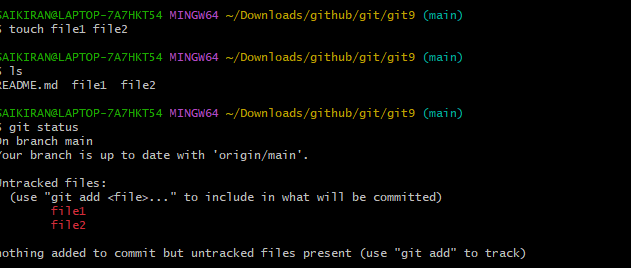 SAIKIRAN@LAPTOP-7A7HKT54 MINGW64 ~/Downloads/github/git/git9 (main)
$ touch file1 file2
SAIKIRAN@LAPTOP-7A7HKT54 MINGW64 ~/Downloads/github/git/git9 (main)
$ ls
README.md file1 file2
SAIKIRAN@LAPTOP-7A7HKT54 MINGW64 ~/Downloads/github/git/git9 (main)
$ git status
On branch main
Your branch is up to date with 'origin/main'.
Untracked files:
(use "git add <file>..." to include in what will be committed)
file1
file2
nothing added to commit but untracked files present (use "git add" to track)